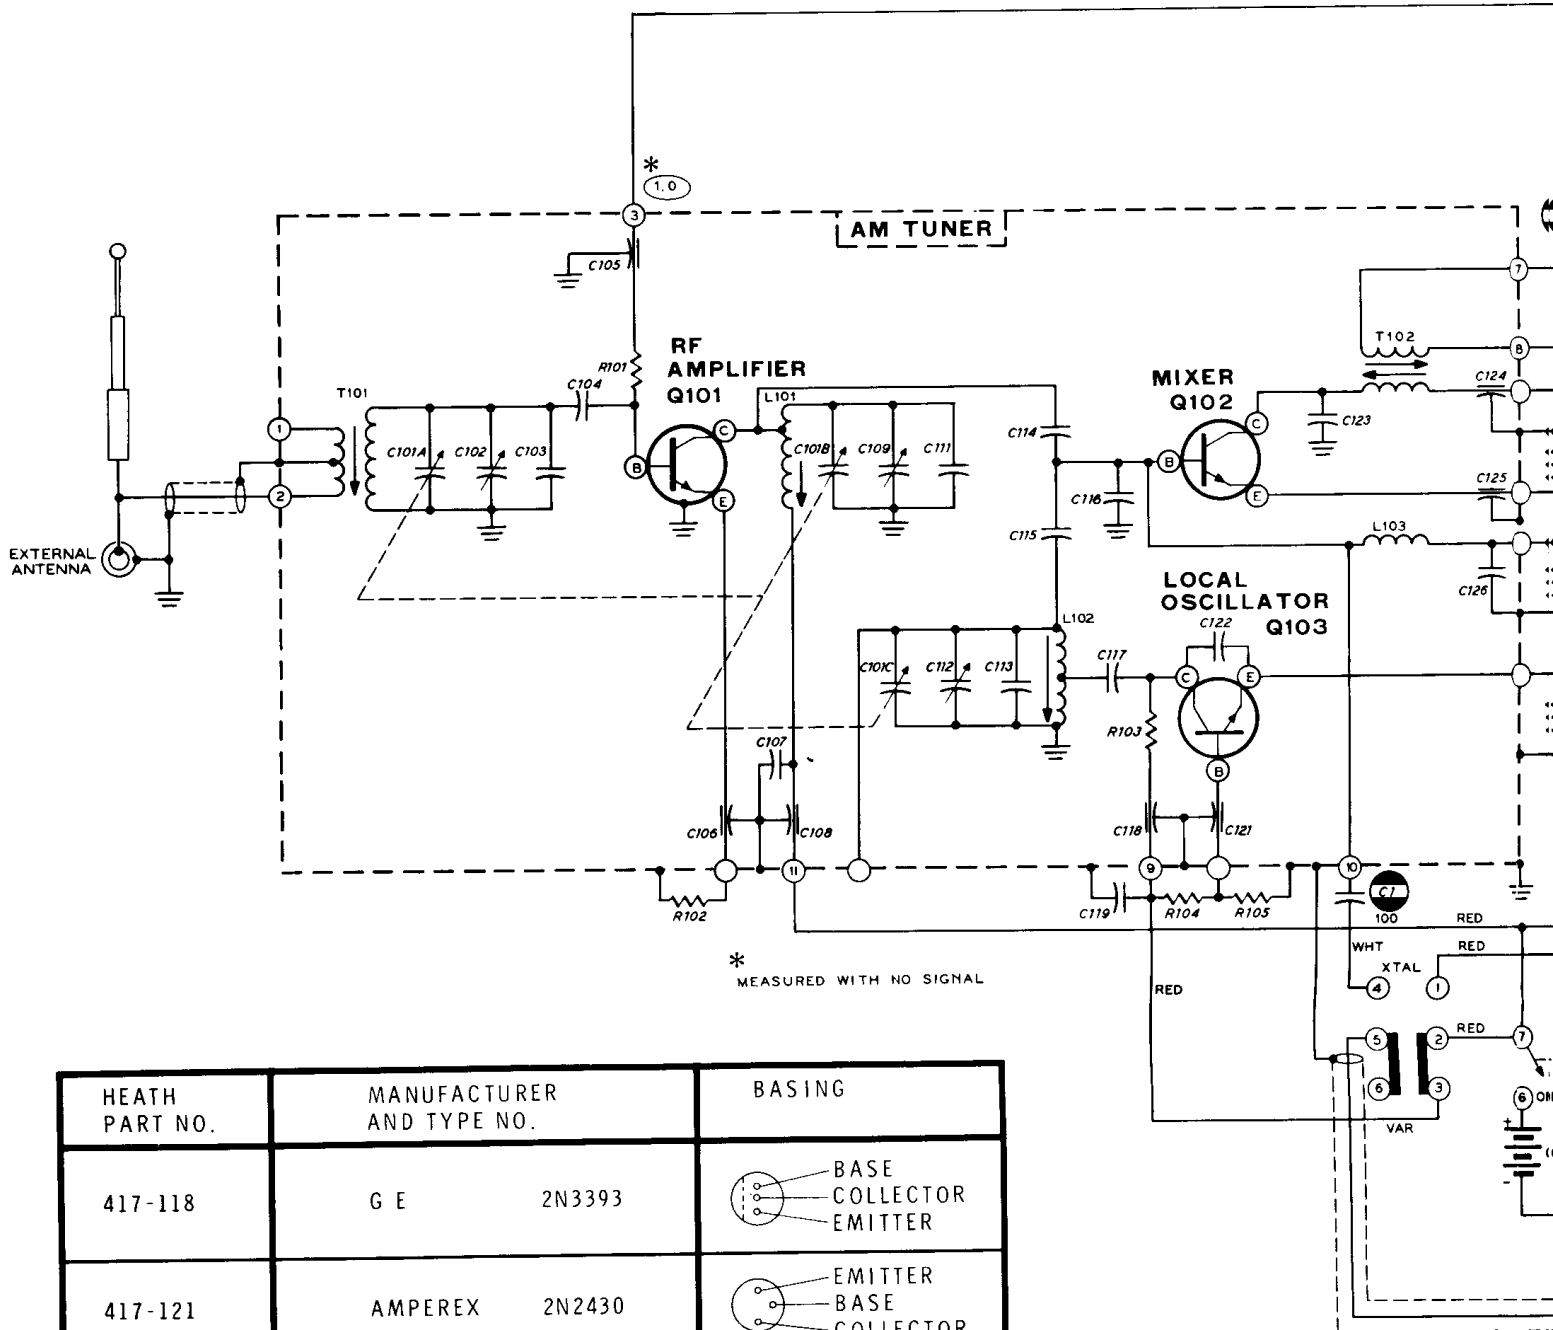 *
1.0
3
AM TUNER
C105
7
T102
8
RF
AMPLIFIER
Q101
R101
C104
T101
L101
MIXER
Q102
C124
1
C101A
C102
C103
B
C
E
C101B
C109
C111
C114
C116
C115
B
C
E
C123
C125
2
L103
C126
EXTERNAL
ANTENNA
LOCAL
OSCILLATOR
Q103
L102
C122
C117
C
E
B
C101C
C112
C113
R103
C107
C106
C108
C118
C121
11
9
10
R102
C119
R104
R105
C1
100
RED
WHT
RED
XTAL
4
1
*
MEASURED WITH NO SIGNAL
RED
5
2
RED
7
6
3
6
VAR
+
-
HEATH
PART NO.
MANUFACTURER
AND TYPE NO.
BASING
417-118
G E 2N3393
BASE
COLLECTOR
EMITTER
417-121
AMPEREX 2N2430
EMITTER
BASE
COLLECTOR